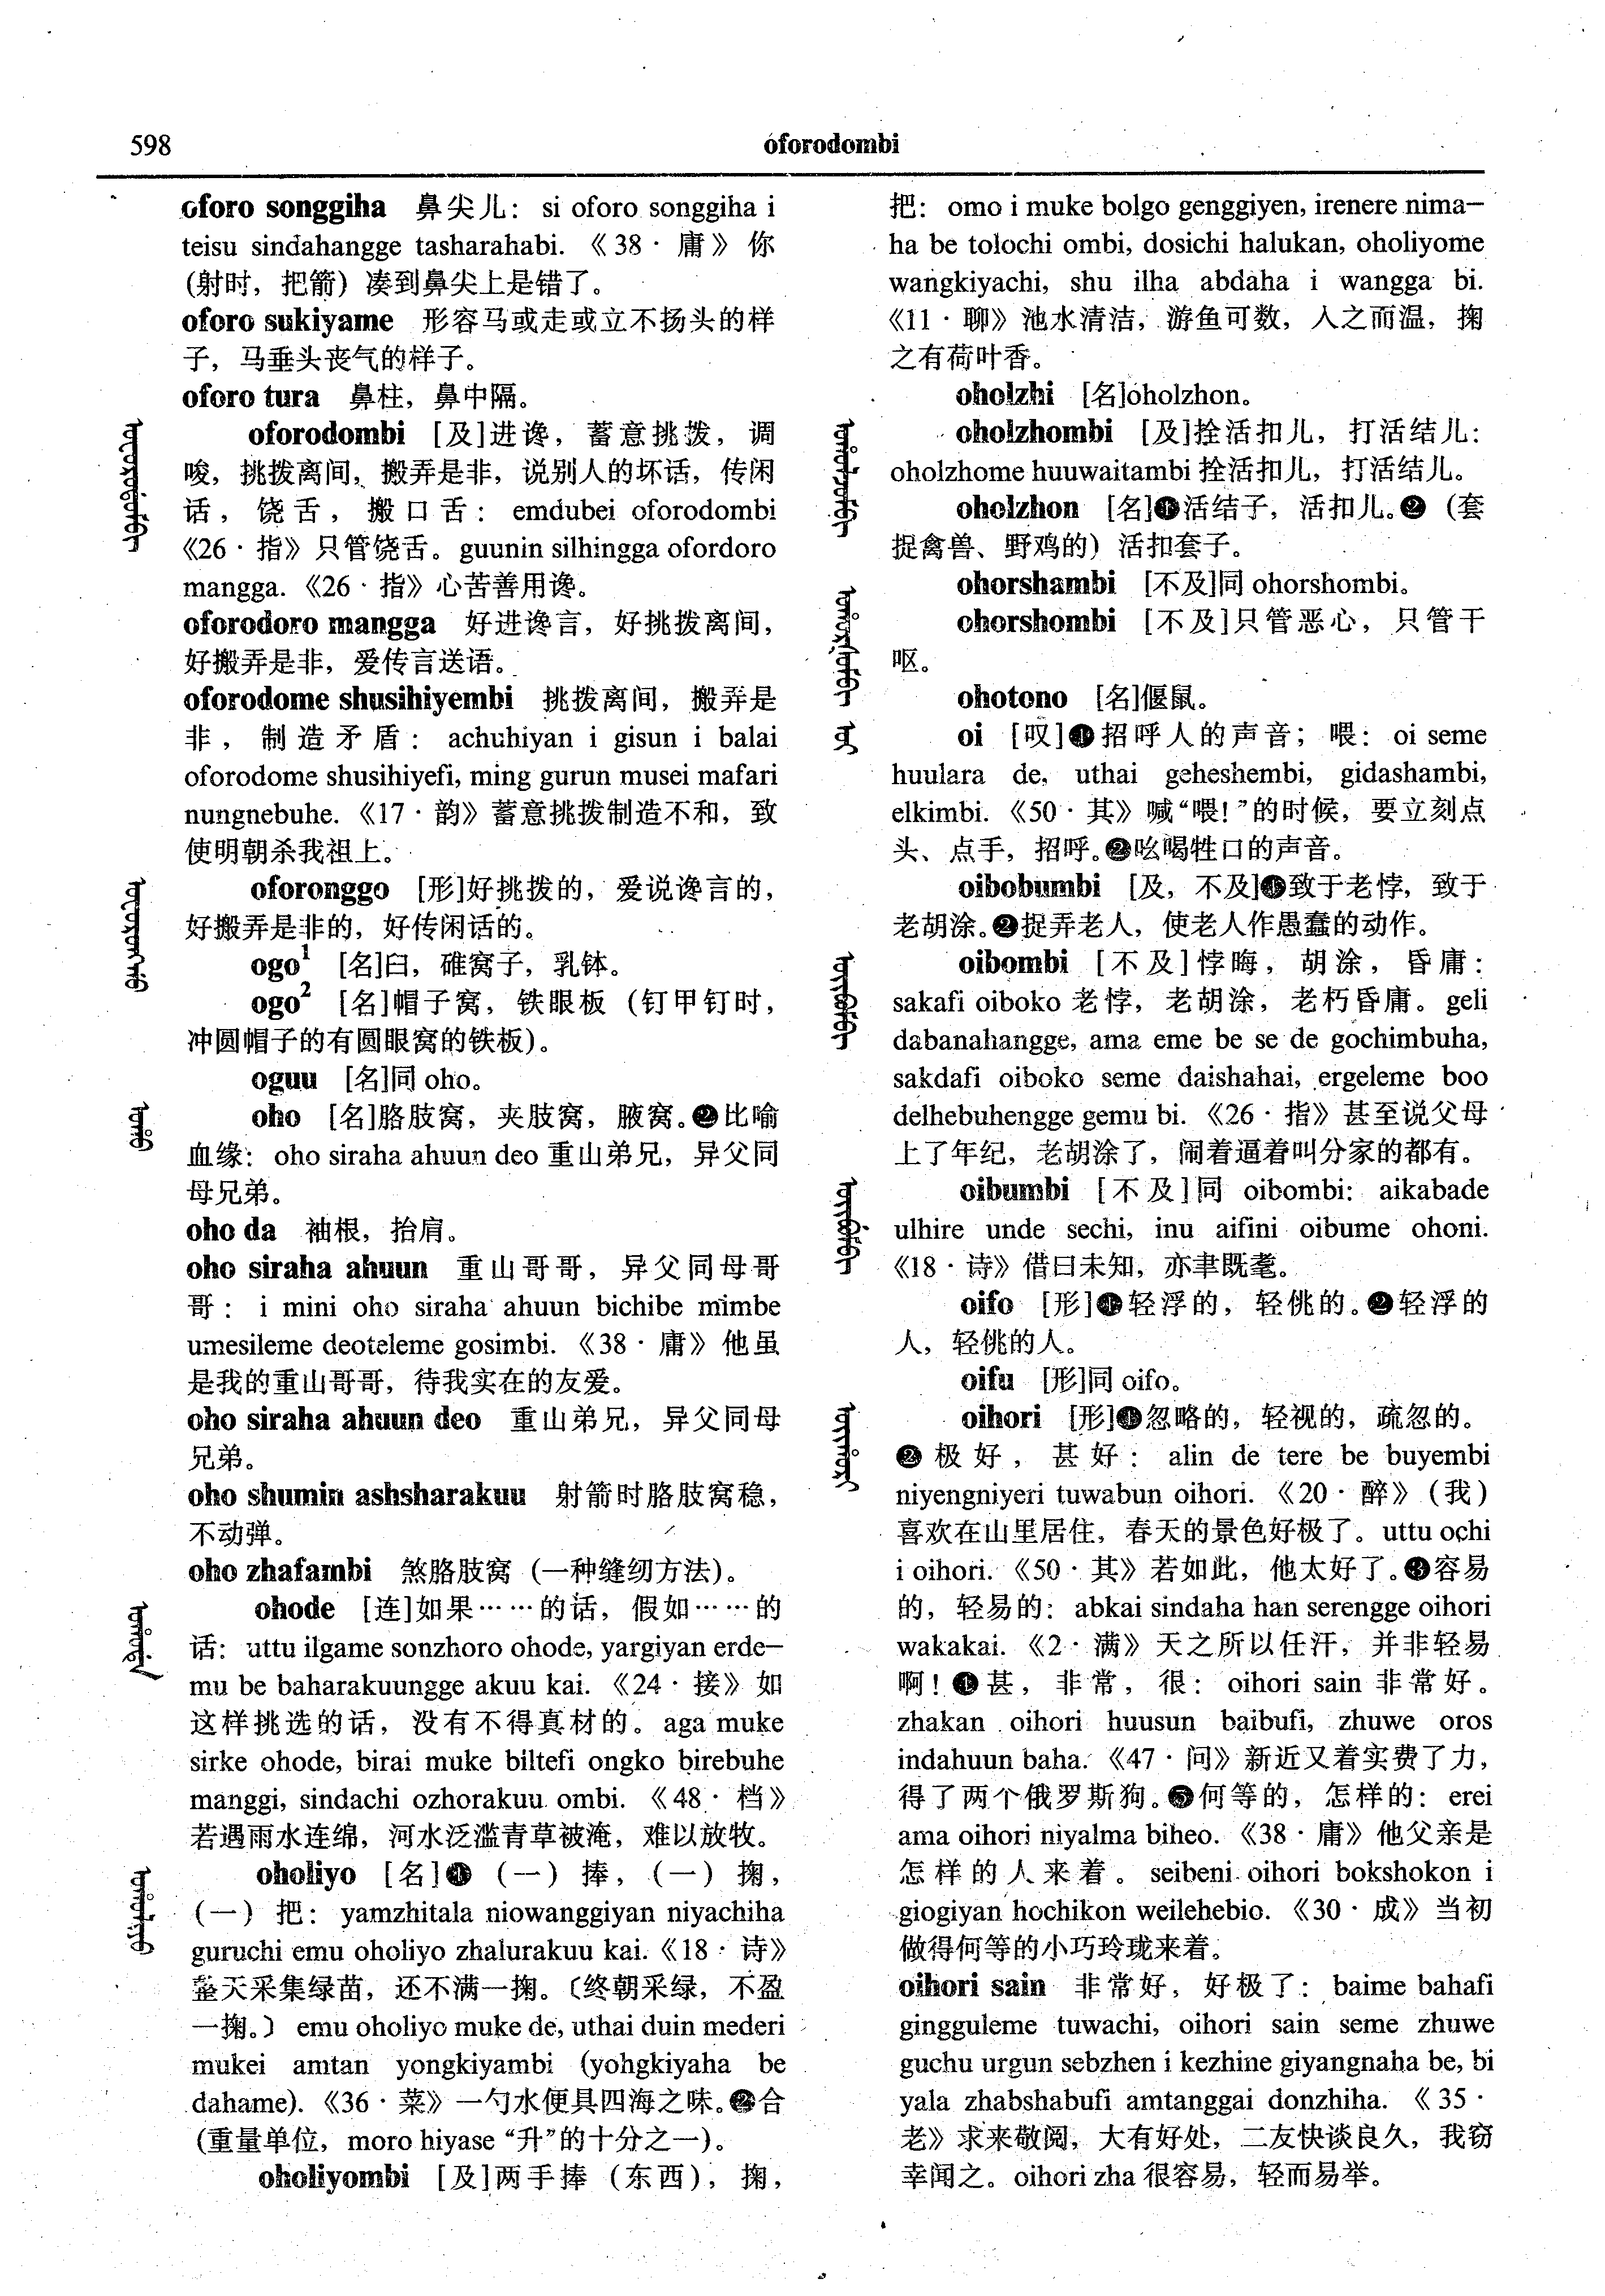 598
oforodombi
oforo songgiha 鼻尖儿： si oforo songgiha i
teisu sindahangge tasharahabi.《38 · 庸》你
(射时，把箭）凑到鼻尖上是错了。
oforo sukiyame 形容马或走或立不扬头的样
子，马垂头丧气的样子。
oforo tura 鼻柱，鼻中隔。
oforodombi [及]进谗，蓄意挑拨，调
唆，挑拨离间，搬弄是非，说别人的坏话，传闲
话，饶舌，搬口舌： emdubei oforodombi
《26 · 指》只管饶舌。guunin silhingga ofordoro
mangga.《26 · 指》心苦善用谗。
oforodoro mangga 好进谗言，好挑拨离间，
好搬弄是非，爱传言送语。
oforodome shusihiyembi 挑拨离间，搬弄是
非，制造矛盾： achuhiyan i gisun i balai
oforodome shusihiyefi, ming gurun musei mafari
nungnebuhe.《17 · 韵》蓄意挑拨制造不和，致
使明朝杀我祖上。
oforonggo [形]好挑拨的，爱说谗言的，
好搬弄是非的，好传闲话的。
ogo¹ [名]臼，碓窝子，乳钵。
ogo² [名]帽子窝，铁眼板（钉甲钉时，
冲圆帽子的有圆眼窝的铁板)。
oguu [名]同 oho。
oho [名]胳肢窝，夹肢窝，腋窝。❷比喻
血缘： oho siraha ahuun deo 重山弟兄，异父同
母兄弟。
oho da 袖根，抬肩。
oho siraha ahuun 重山哥哥，异父同母哥
哥： i mini oho siraha ahuun bichibe mimbe
umesileme deoteleme gosimbi.《38 · 庸》他虽
是我的重山哥哥，待我实在的友爱。
oho siraha ahuun deo 重山弟兄，异父同母
兄弟。
oho shumin ashsharakuu 射箭时胳肢窝稳，
不动弹。
oho zhafambi 煞胳肢窝（一种缝纫方法)。
ohode [连]如果……的话，假如……的
话： uttu ilgame sonzhoro ohode, yargiyan erde—
mu be baharakuungge akuu kai.《24 · 接》如
这样挑选的话，没有不得真材的。aga muke
sirke ohode, birai muke biltefi ongko birebuhe
manggi, sindachi ozhorakuu ombi.《48 · 档》
若遇雨水连绵，河水泛滥青草被淹，难以放牧。
oholiyo [名]❶（一）捧，（一）掬，
（一）把： yamzhitala niowanggiyan niyachiha
guruchi emu oholiyo zhalurakuu kai.《18 · 诗》
整天采集绿苗，还不满一掬。〔终朝采绿，不盈
一掬。〕 emu oholiyo muke de, uthai duin mederi
mukei amtan yongkiyambi (yohgkiyaha be
dahame).《36 · 菜》一勺水便具四海之味。❷合
(重量单位，moro hiyase “升”的十分之一)。
oholiyombi [及]两手捧（东西)，掬，
把： omo i muke bolgo genggiyen, irenere nima—
ha be tolochi ombi, dosichi halukan, oholiyome
wangkiyachi, shu ilha abdaha i wangga bi.
《11 · 聊》池水清洁，游鱼可数，人之而温，掬
之有荷叶香。
oholzhi [名]oholzhon。
oholzhombi [及]拴活扣儿，打活结儿：
oholzhome huuwaitambi 拴活扣儿，打活结儿。
oholzhon [名]❶活结子，活扣儿。❷（套
捉禽兽、野鸡的）活扣套子。
ohorshambi [不及]同 ohorshombi。
ohorshombi [不及]只管恶心，只管干
呕。
ohotono [名]偃鼠。
oi [叹]❶招呼人的声音；喂： oi seme
huulara de, uthai geheshembi, gidashambi,
elkimbi.《50 · 其》喊“喂！”的时候，要立刻点
头、点手，招呼。❷吆喝牲口的声音。
oibobumbi [及，不及]❶致于老悖，致于
老胡涂。❷捉弄老人，使老人作愚蠢的动作。
oibombi [不及]悖晦，胡涂，昏庸：
sakafi oiboko 老悖，老胡涂，老朽昏庸。geli
dabanahangge, ama eme be se de gochimbuha,
sakdafi oiboko seme daishahai, ergeleme boo
delhebuhengge gemu bi.《26 · 指》甚至说父母
上了年纪，老胡涂了，闹着逼着叫分家的都有。
oibumbi [不及]同 oibombi: aikabade
ulhire unde sechi, inu aifini oibume ohoni.
《18 · 诗》借曰未知，亦聿既耄。
oifo [形]❶轻浮的，轻佻的。❷轻浮的
人，轻佻的人。
oifu [形]同 oifo。
oihori [形]❶忽略的，轻视的，疏忽的。
❷极好，甚好： alin de tere be buyembi
niyengniyeri tuwabun oihori.《20 · 醉》（我）
喜欢在山里居住，春天的景色好极了。uttu ochi
i oihori.《50 · 其》若如此，他太好了。❸容易
的，轻易的： abkai sindaha han serengge oihori
wakakai.《2 · 满》天之所以任汗，并非轻易
啊！❹甚，非常，很： oihori sain 非常好。
zhakan oihori huusun baibufi, zhuwe oros
indahuun baha.《47 · 问》新近又着实费了力，
得了两个俄罗斯狗。❺何等的，怎样的： erei
ama oihori niyalma biheo.《38 · 庸》他父亲是
怎样的人来着。seibeni oihori bokshokon i
giogiyan hochikon weilehebio.《30 · 成》当初
做得何等的小巧玲珑来着。
oihori sain 非常好，好极了： baime bahafi
gingguleme tuwachi, oihori sain seme zhuwe
guchu urgun sebzhen i kezhine giyangnaha be, bi
yala zhabshabufi amtanggai donzhiha.《35 ·
老》求来敬阅，大有好处，二友快谈良久，我窃
幸闻之。oihori zha 很容易，轻而易举。